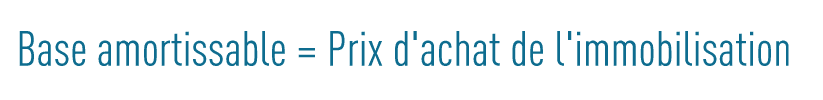 Base amortissable = Prix d'achat de l'immobilisation